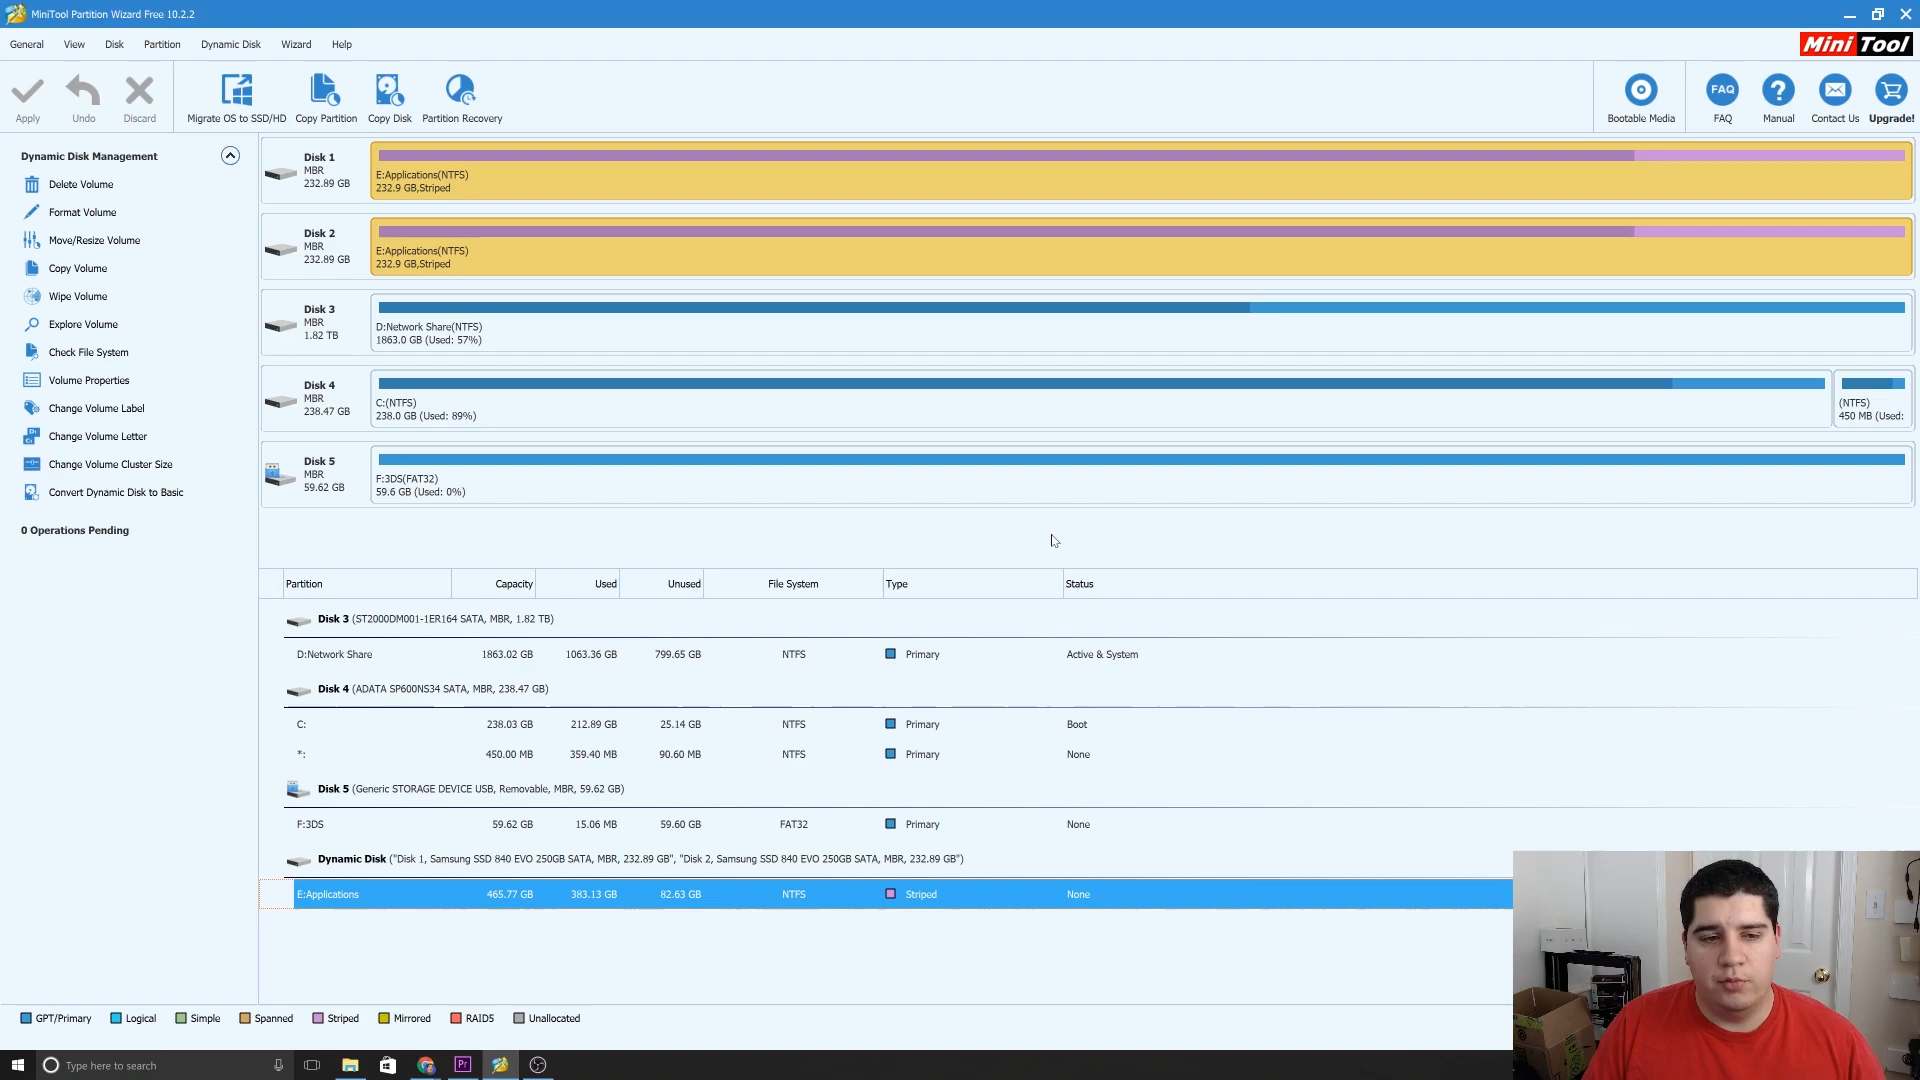 MiniTool Partition Wizard Free 10.2.2
General View Disk Partition Dynamic Disk Wizard Help
Mini Tool
Apply Undo Discard Migrate OS to SSD/HD Copy Partition Copy Disk Partition Recovery Bootable Media FAQ FAQ Manual Contact Us Upgrade!
Dynamic Disk Management
Delete Volume
Format Volume
Move/Resize Volume
Copy Volume
Wipe Volume
Explore Volume
Check File System
Volume Properties
Change Volume Label
Change Volume Letter
Change Volume Cluster Size
Convert Dynamic Disk to Basic
0 Operations Pending
Disk 1
MBR
232.89 GB
E:Applications(NTFS)
232.9 GB,Striped
Disk 2
MBR
232.89 GB
E:Applications(NTFS)
232.9 GB,Striped
Disk 3
MBR
1.82 TB
D:Network Share(NTFS)
1863.0 GB (Used: 57%)
Disk 4
MBR
238.47 GB
C:(NTFS)
238.0 GB (Used: 89%)
(NTFS)
450 MB (Used:
Disk 5
MBR
59.62 GB
F:3DS(FAT32)
59.6 GB (Used: 0%)
Partition Capacity Used Unused File System Type Status
Disk 3 (ST2000DM001-1ER164 SATA, MBR, 1.82 TB)
D:Network Share 1863.02 GB 1063.36 GB 799.65 GB NTFS Primary Active & System
Disk 4 (ADATA SP600NS34 SATA, MBR, 238.47 GB)
C: 238.03 GB 212.89 GB 25.14 GB NTFS Primary Boot
*: 450.00 MB 359.40 MB 90.60 MB NTFS Primary None
Disk 5 (Generic STORAGE DEVICE USB, Removable, MBR, 59.62 GB)
F:3DS 59.62 GB 15.06 MB 59.60 GB FAT32 Primary None
Dynamic Disk ("Disk 1, Samsung SSD 840 EVO 250GB SATA, MBR, 232.89 GB", "Disk 2, Samsung SSD 840 EVO 250GB SATA, MBR, 232.89 GB")
E:Applications 465.77 GB 383.13 GB 82.63 GB NTFS Striped None
GPT/Primary Logical Simple Spanned Striped Mirrored RAID5 Unallocated
Type here to search
Pr